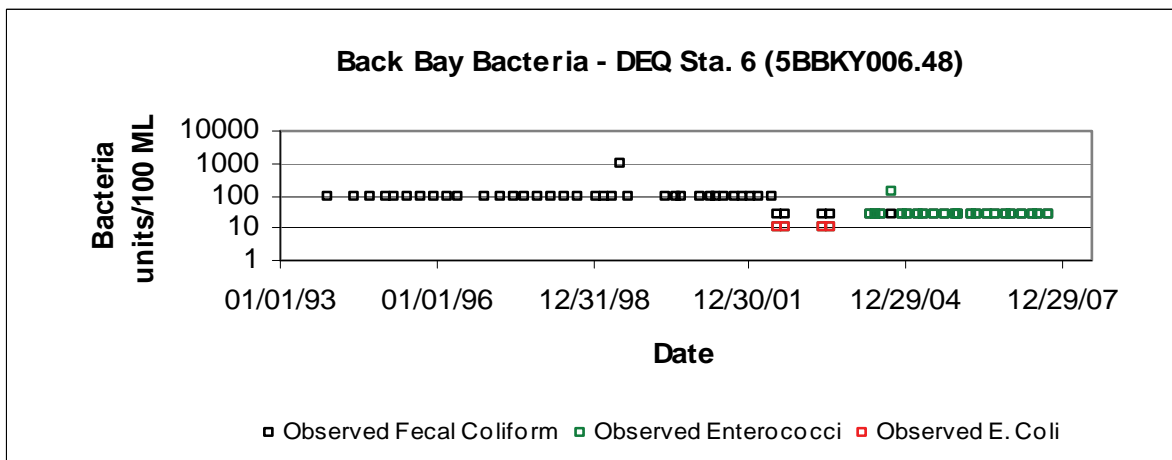 Back Bay Bacteria - DEQ Sta. 6 (5BBKY006.48)
Bacteria
units/100 ML
10000
1000
100
10
1
01/01/93 01/01/96 12/31/98 12/30/01 12/29/04 12/29/07
Date
Observed Fecal Coliform Observed Enterococci Observed E. Coli